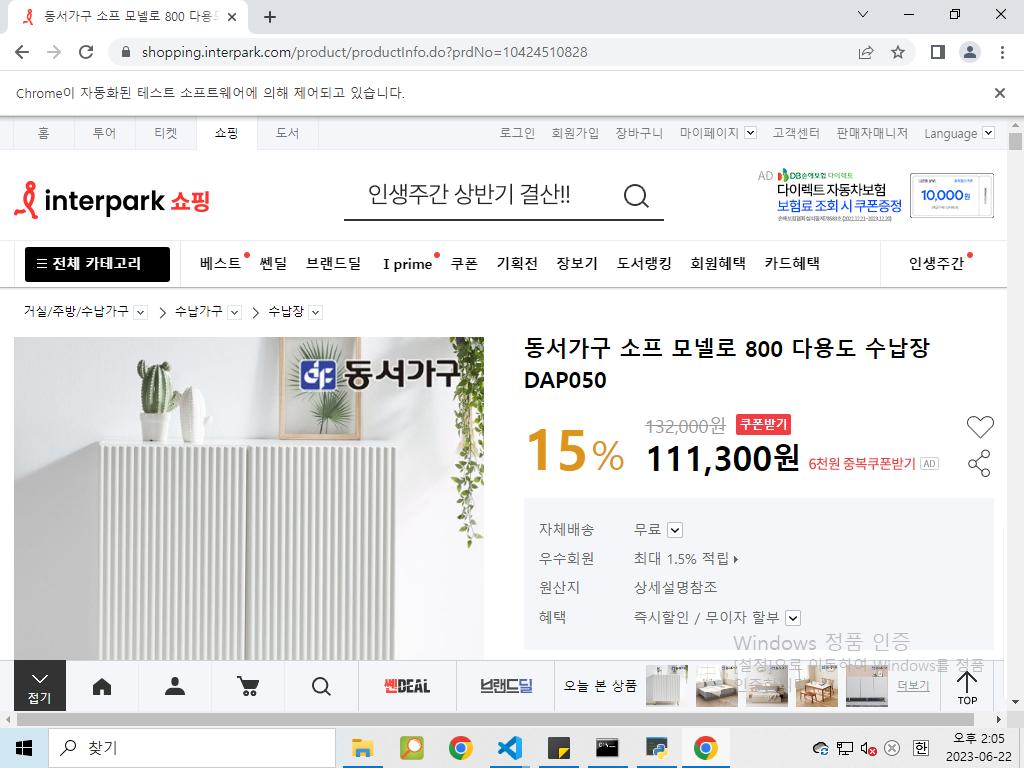 동서가구 소프 모넬로 800 다용도
shopping.interpark.com/product/productInfo.do?prdNo=10424510828
Chrome이 자동화된 테스트 소프트웨어에 의해 제어되고 있습니다.
홈 투어 티켓 쇼핑 도서 로그인 회원가입 장바구니 마이페이지 고객센터 판매자매니저 Language
interpark 쇼핑
인생주간 상반기 결산!!
AD DB손해보험 다이렉트
다이렉트 자동차보험
보험료 조회 시 쿠폰증정
10,000원
전체 카테고리 베스트 쎈딜 브랜드딜 I prime 쿠폰 기획전 장보기 도서랭킹 회원혜택 카드혜택 인생주간
거실/주방/수납가구 수납가구 수납장
동서가구
동서가구 소프 모넬로 800 다용도 수납장
DAP050
15%
132,000원 쿠폰받기
111,300원 6천원 중복쿠폰받기 AD
자체배송 무료
우수회원 최대 1.5% 적립
원산지 상세설명참조
혜택 즉시할인 / 무이자 할부
Windows 정품 인증
[설정]으로 이동하여 Windows를 정품
접기 쎈DEAL 브랜드딜 오늘 본 상품 더보기 TOP
찾기
한
오후 2:05
2023-06-22